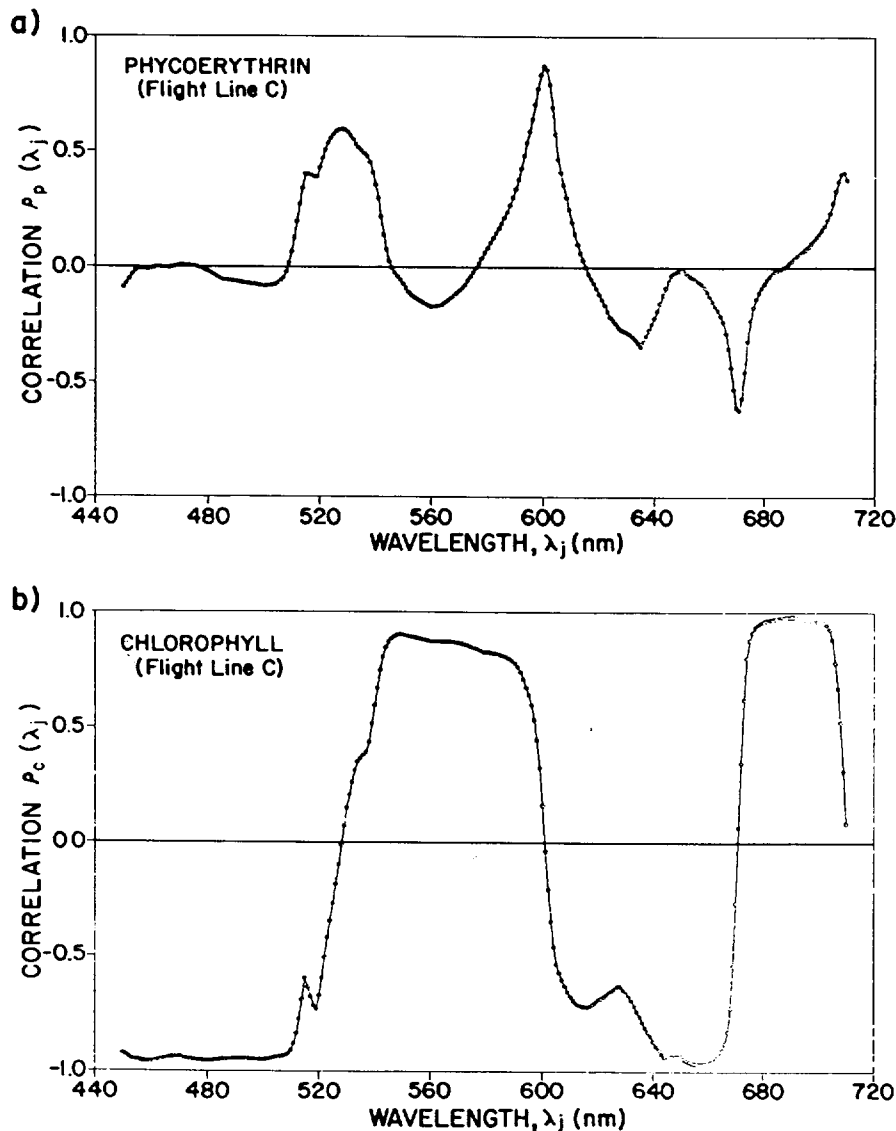 a)
PHYCOERYTHRIN
(Flight Line C)
CORRELATION ρp (λj)
1.0
0.5
0.0
-0.5
-1.0
440 480 520 560 600 640 680 720
WAVELENGTH, λj (nm)
b)
CHLOROPHYLL
(Flight Line C)
CORRELATION ρc (λj)
1.0
0.5
0.0
-0.5
-1.0
440 480 520 560 600 640 680 720
WAVELENGTH, λj (nm)